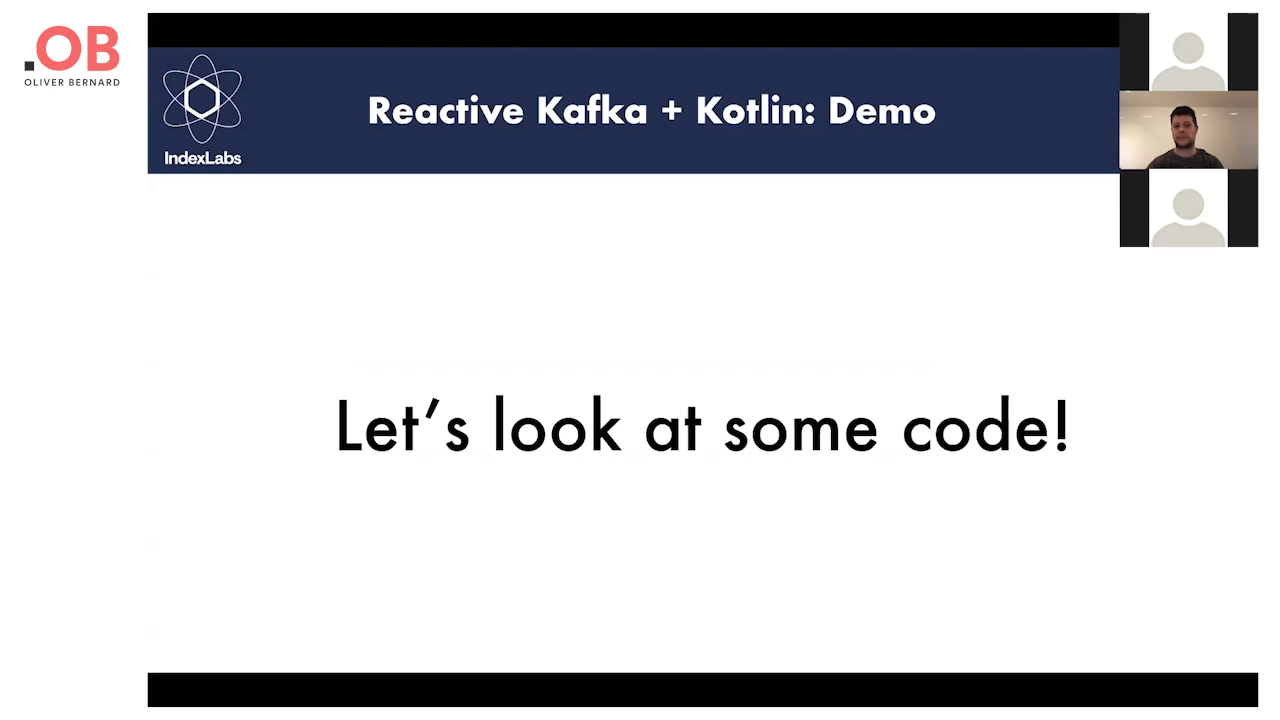 .OB
OLIVER BERNARD
Reactive Kafka + Kotlin: Demo
IndexLabs
Let’s look at some code!